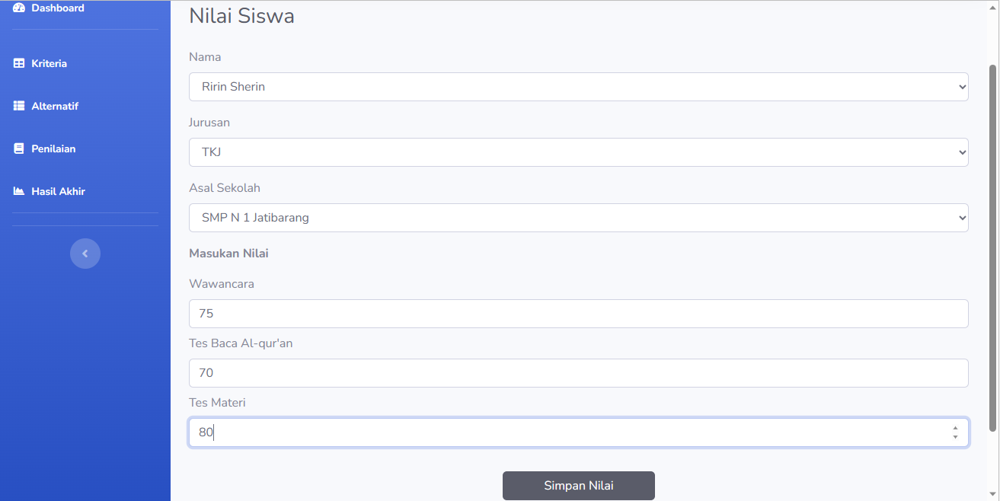 Dashboard
Kriteria
Alternatif
Penilaian
Hasil Akhir
Nilai Siswa
Nama
Ririn Sherin
Jurusan
TKJ
Asal Sekolah
SMP N 1 Jatibarang
Masukan Nilai
Wawancara
75
Tes Baca Al-qur'an
70
Tes Materi
80
Simpan Nilai